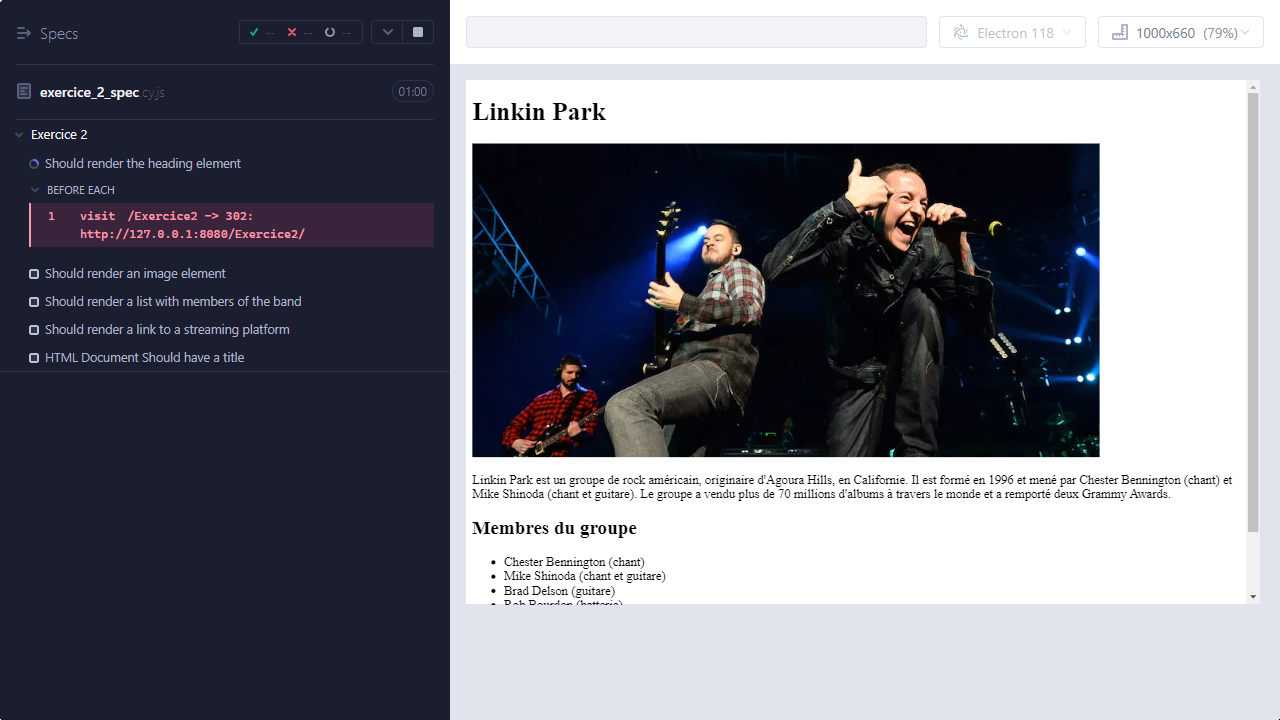 Specs
-- -- --
exercice_2_spec.cy.js 01:00
Exercice 2
Should render the heading element
BEFORE EACH
1 visit /Exercice2 -> 302:
http://127.0.0.1:8080/Exercice2/
Should render an image element
Should render a list with members of the band
Should render a link to a streaming platform
HTML Document Should have a title
Electron 118
1000x660 (79%)
Linkin Park
Linkin Park est un groupe de rock américain, originaire d'Agoura Hills, en Californie. Il est formé en 1996 et mené par Chester Bennington (chant) et
Mike Shinoda (chant et guitare). Le groupe a vendu plus de 70 millions d'albums à travers le monde et a remporté deux Grammy Awards.
Membres du groupe
Chester Bennington (chant)
Mike Shinoda (chant et guitare)
Brad Delson (guitare)
Rob Bourdon (batterie)